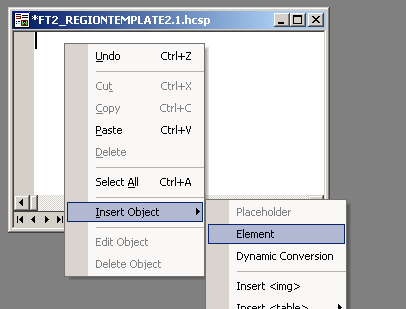 *FT2_REGIONTEMPLATE2.1.hcsp
Undo Ctrl+Z
Cut Ctrl+X
Copy Ctrl+C
Paste Ctrl+V
Delete
Select All Ctrl+A
Insert Object
Edit Object
Delete Object
Placeholder
Element
Dynamic Conversion
Insert <img>
Insert <table>